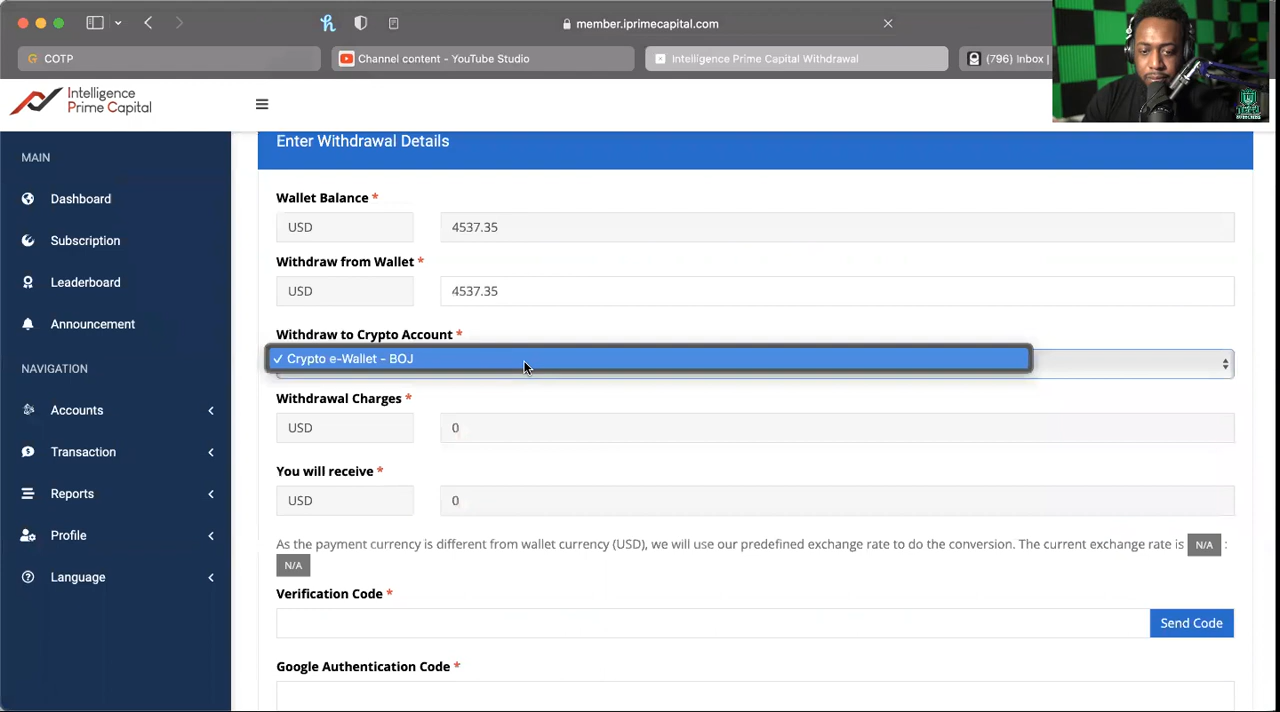 member.iprimecapital.com
COTP
Channel content - YouTube Studio
Intelligence Prime Capital Withdrawal
(796) Inbox |
Intelligence
Prime Capital
MAIN
Dashboard
Subscription
Leaderboard
Announcement
NAVIGATION
Accounts
Transaction
Reports
Profile
Language
Enter Withdrawal Details
Wallet Balance *
USD 4537.35
Withdraw from Wallet *
USD 4537.35
Withdraw to Crypto Account *
✓ Crypto e-Wallet - BOJ
Withdrawal Charges *
USD 0
You will receive *
USD 0
As the payment currency is different from wallet currency (USD), we will use our predefined exchange rate to do the conversion. The current exchange rate is N/A :
N/A
Verification Code *
Send Code
Google Authentication Code *